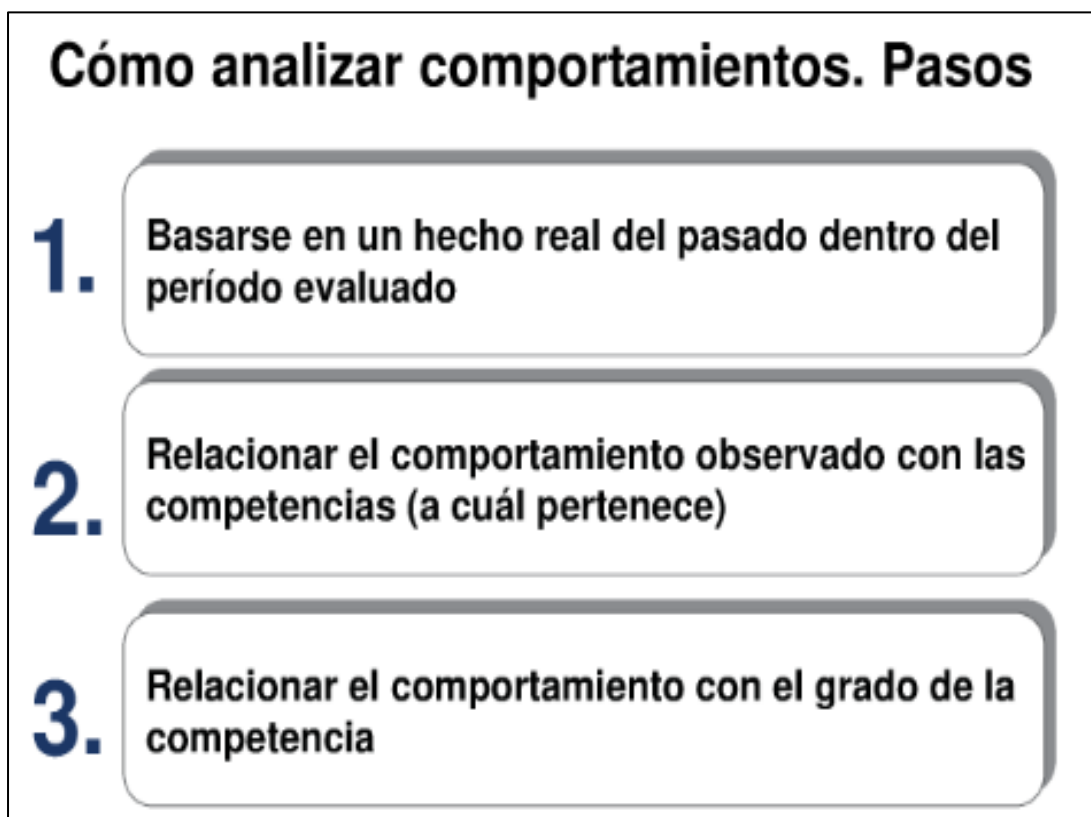 Cómo analizar comportamientos. Pasos
1. Basarse en un hecho real del pasado dentro del
período evaluado
2. Relacionar el comportamiento observado con las
competencias (a cuál pertenece)
3. Relacionar el comportamiento con el grado de la
competencia